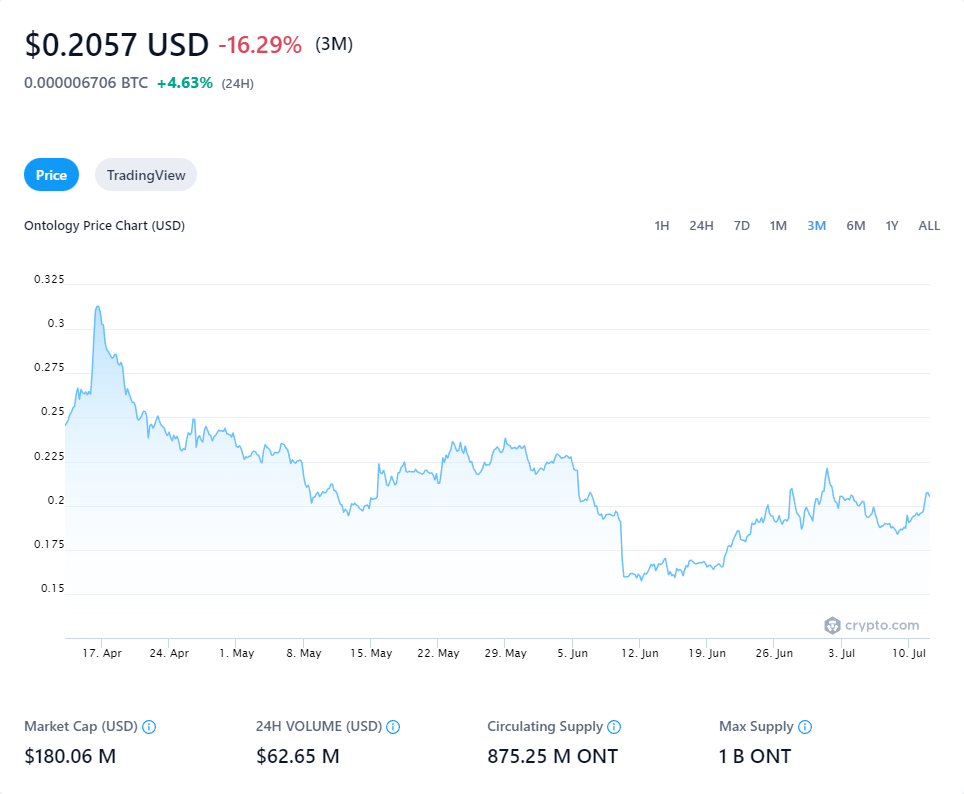 $0.2057 USD -16.29% (3M)
0.000006706 BTC +4.63% (24H)
Price TradingView
Ontology Price Chart (USD) 1H 24H 7D 1M 3M 6M 1Y ALL
0.325
0.3
0.275
0.25
0.225
0.2
0.175
0.15
crypto.com
17. Apr 24. Apr 1. May 8. May 15. May 22. May 29. May 5. Jun 12. Jun 19. Jun 26. Jun 3. Jul 10. Jul
Market Cap (USD) 24H VOLUME (USD) Circulating Supply Max Supply
$180.06 M $62.65 M 875.25 M ONT 1 B ONT